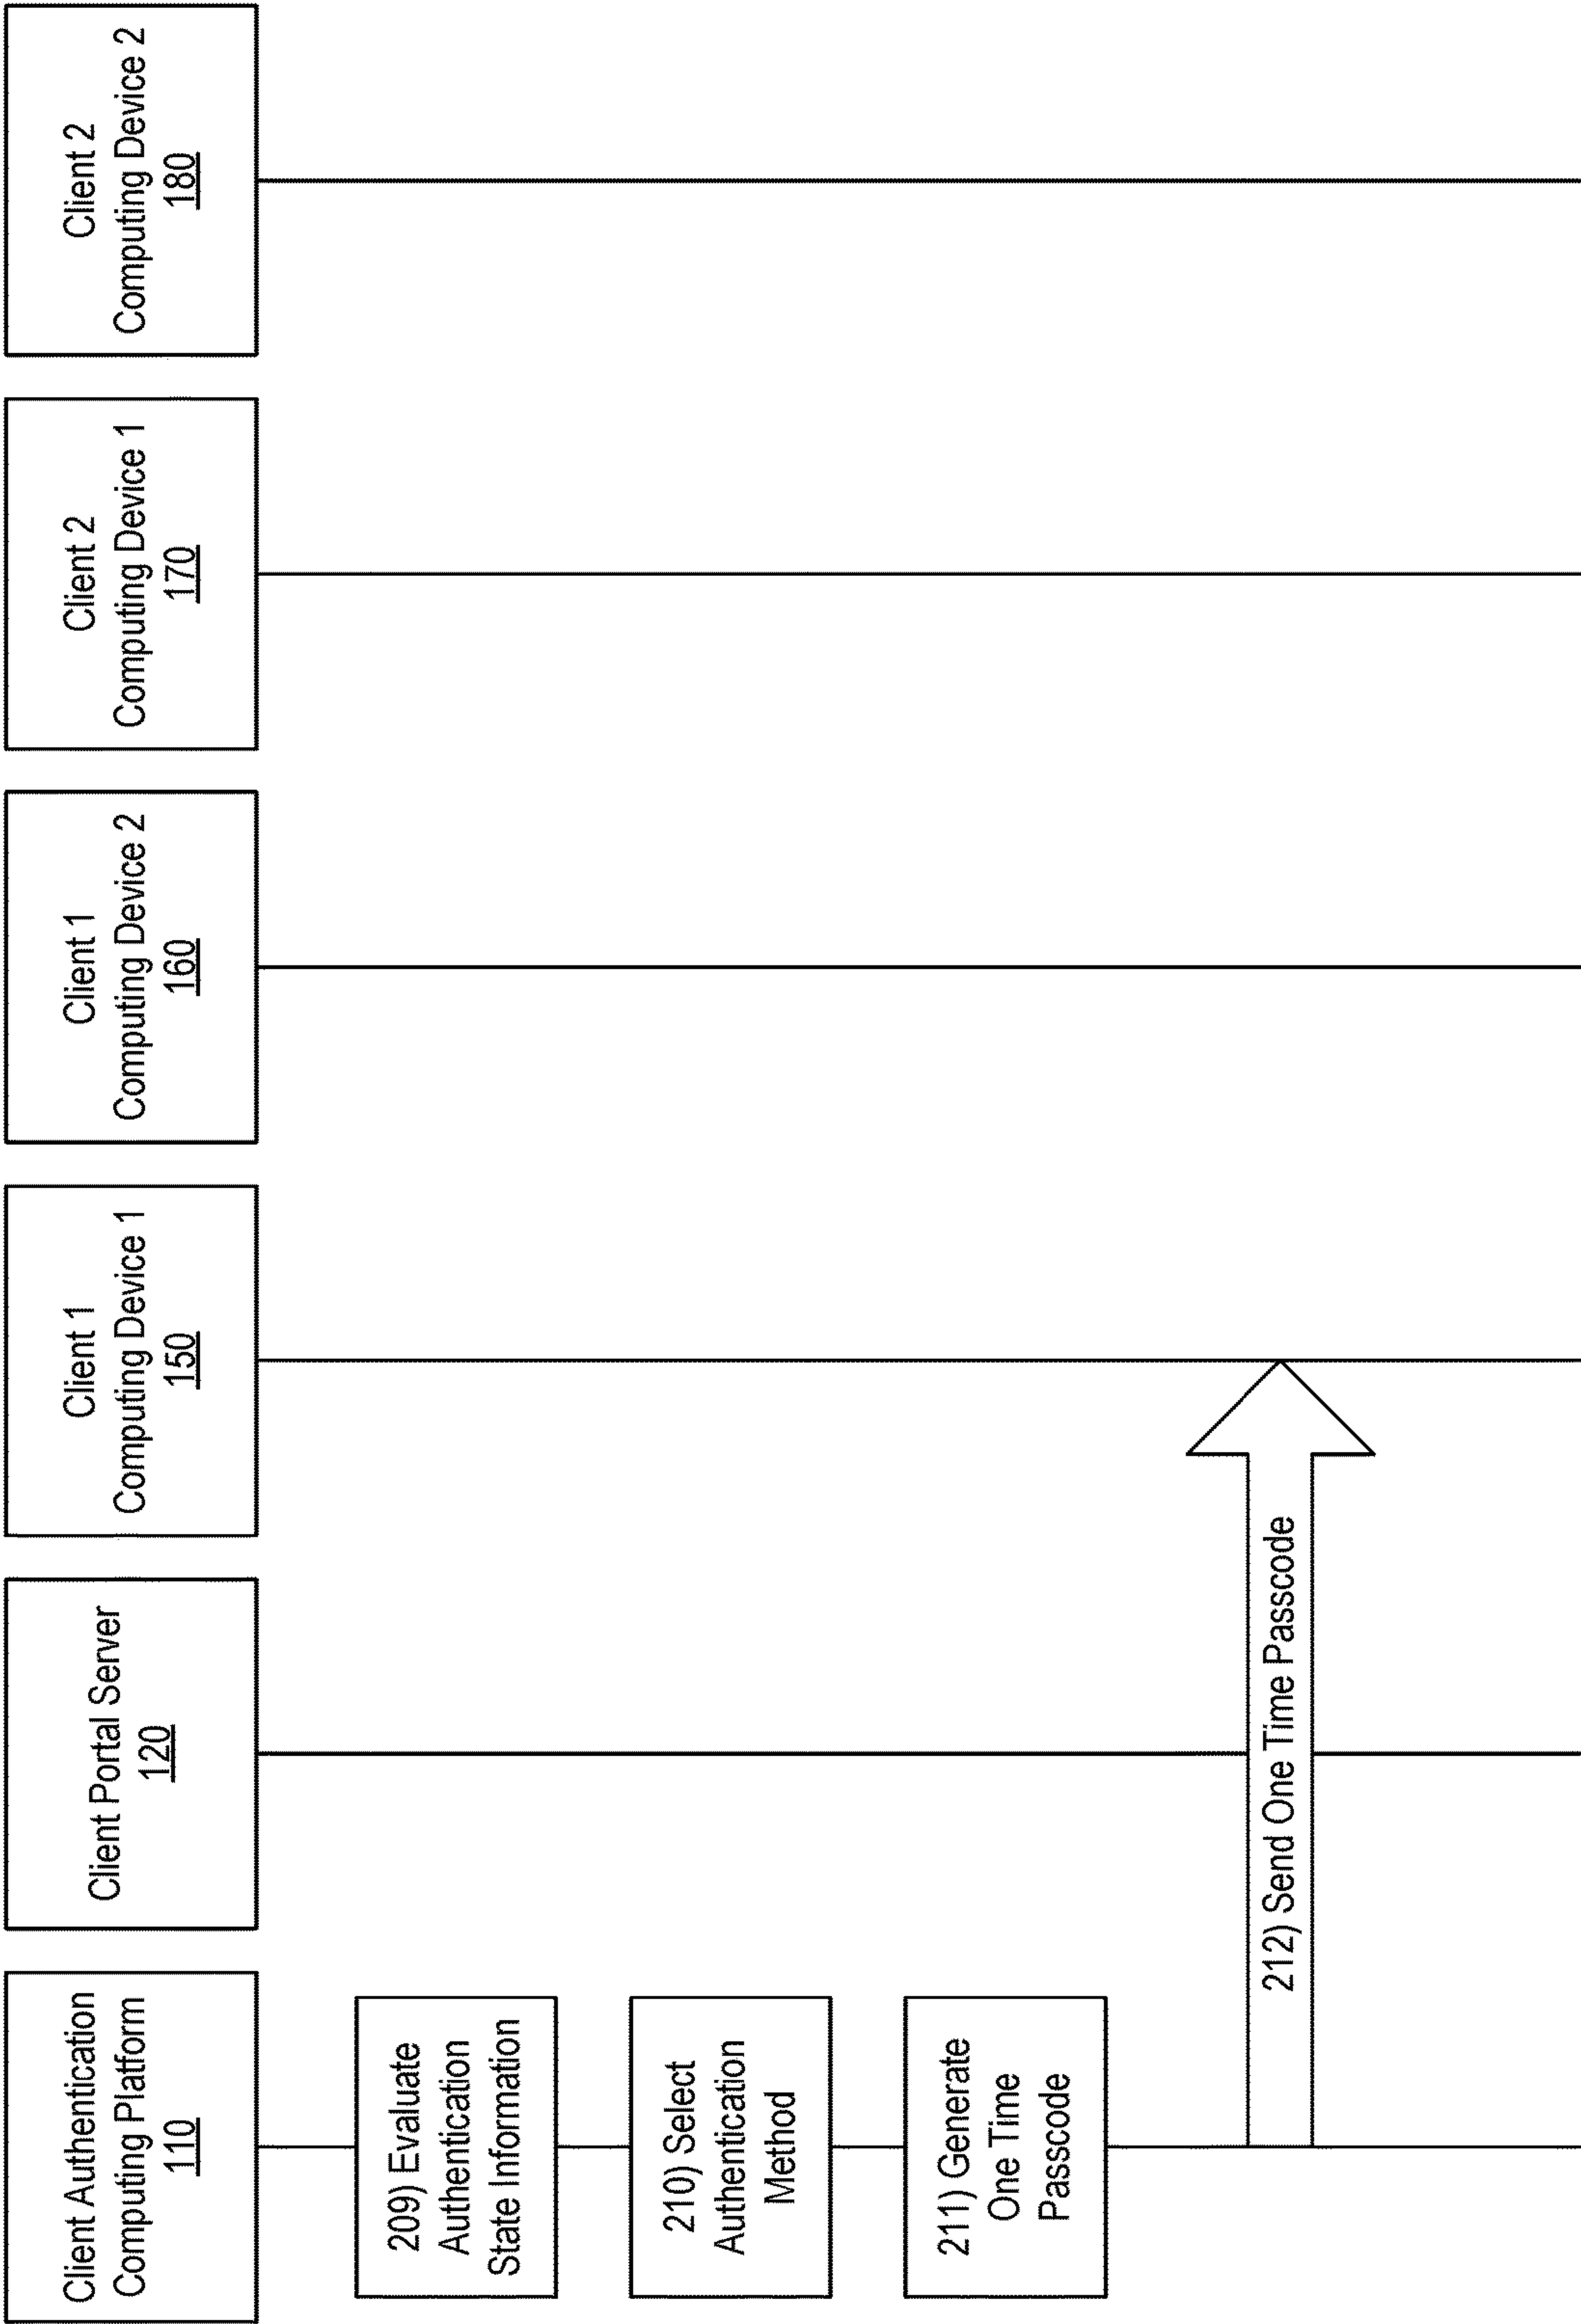 Client Authentication
Computing Platform
110
Client Portal Server
120
Client 1
Computing Device 1
150
Client 1
Computing Device 2
160
Client 2
Computing Device 1
170
Client 2
Computing Device 2
180
209) Evaluate
Authentication
State Information
210) Select
Authentication
Method
211) Generate
One Time
Passcode
212) Send One Time Passcode